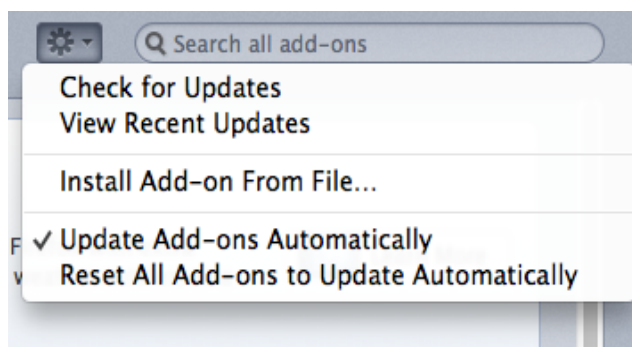 Search all add-ons
Check for Updates
View Recent Updates
Install Add-on From File...
✓ Update Add-ons Automatically
Reset All Add-ons to Update Automatically